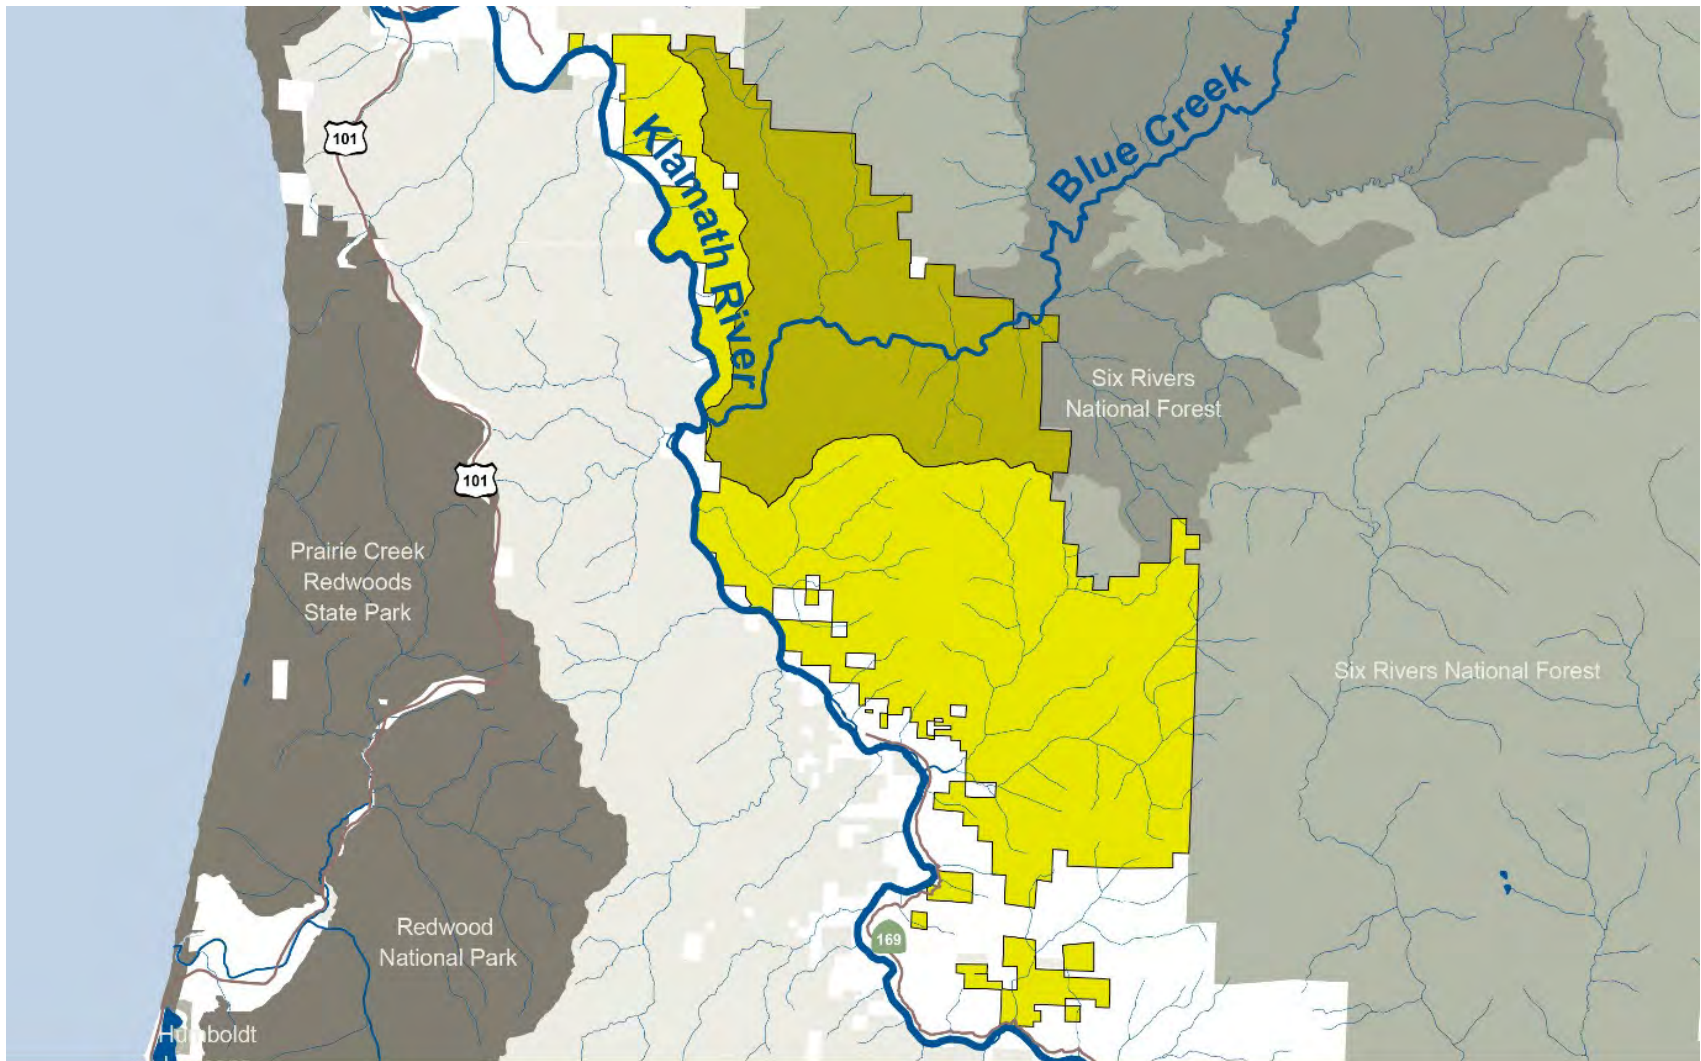 101
Klamath River
Blue Creek
Six Rivers
National Forest
101
Prairie Creek
Redwoods
State Park
Six Rivers National Forest
Redwood
National Park
169
Humboldt